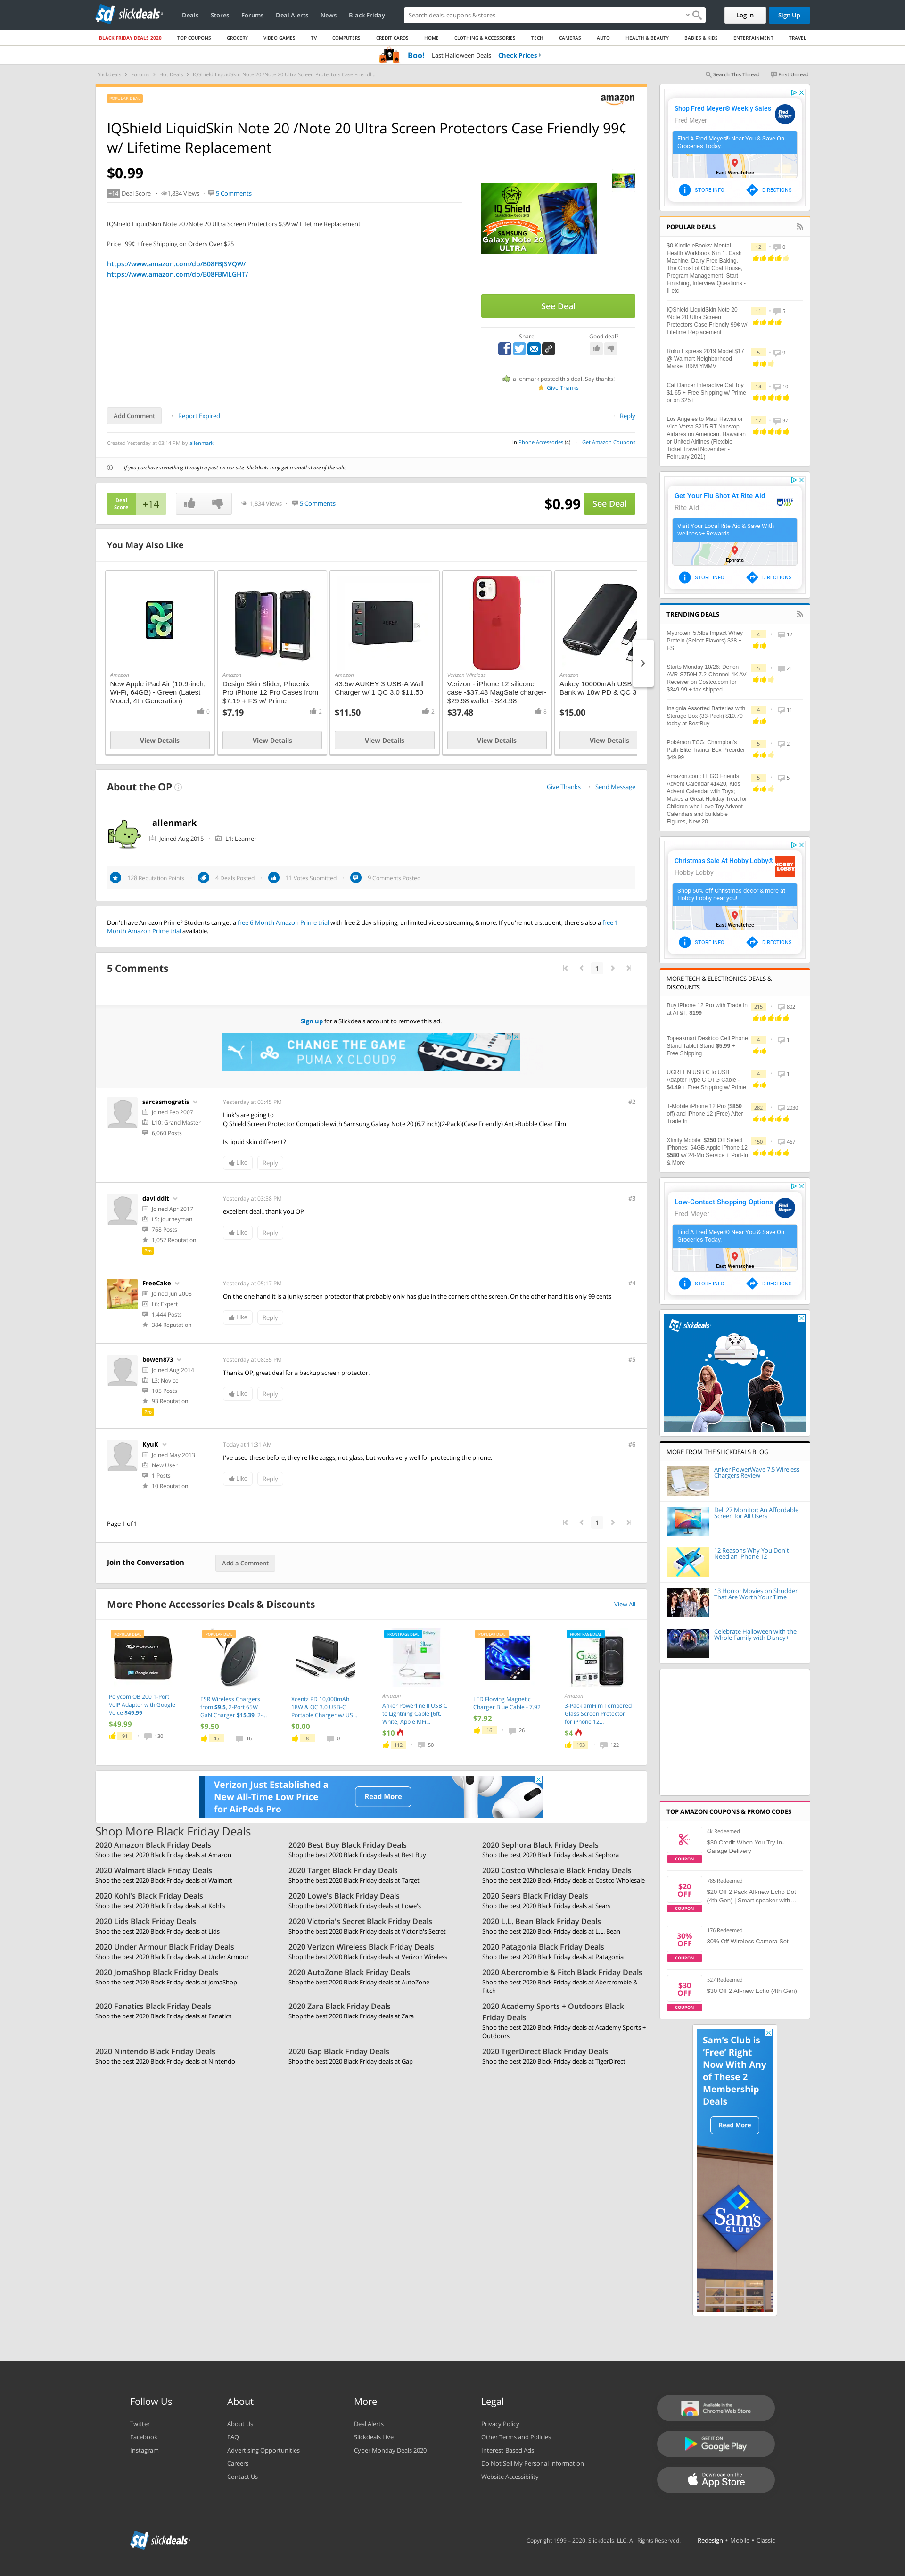 slickdeals
Deals
Stores
Forums
Deal Alerts
News
Black Friday
Search deals, coupons & stores
Log In
Sign Up
BLACK FRIDAY DEALS 2020
TOP COUPONS
GROCERY
VIDEO GAMES
TV
COMPUTERS
CREDIT CARDS
HOME
CLOTHING & ACCESSORIES
TECH
CAMERAS
AUTO
HEALTH & BEAUTY
BABIES & KIDS
ENTERTAINMENT
TRAVEL
Boo! Last Halloween Deals Check Prices
Slickdeals
Forums
Hot Deals
IQShield LiquidSkin Note 20 /Note 20 Ultra Screen Protectors Case Friendl...
Search This Thread
First Unread
POPULAR DEAL
amazon
IQShield LiquidSkin Note 20 /Note 20 Ultra Screen Protectors Case Friendly 99¢
w/ Lifetime Replacement
$0.99
+14 Deal Score
1,834 Views
5 Comments
IQShield LiquidSkin Note 20 /Note 20 Ultra Screen Protectors $.99 w/ Lifetime Replacement
Price : 99¢ + free Shipping on Orders Over $25
https://www.amazon.com/dp/B08FBJSVQW/
https://www.amazon.com/dp/B08FBMLGHT/
IQ Shield
SAMSUNG
Galaxy Note 20
ULTRA
See Deal
Share
Good deal?
allenmark posted this deal. Say thanks!
Give Thanks
Add Comment
Report Expired
Reply
Created Yesterday at 03:14 PM by allenmark
in Phone Accessories (4)
Get Amazon Coupons
If you purchase something through a post on our site, Slickdeals may get a small share of the sale.
Deal
Score
+14
1,834 Views
5 Comments
$0.99
See Deal
You May Also Like
Amazon
New Apple iPad Air (10.9-inch,
Wi-Fi, 64GB) - Green (Latest
Model, 4th Generation)
0
View Details
Amazon
Design Skin Slider, Phoenix
Pro iPhone 12 Pro Cases from
$7.19 + FS w/ Prime
$7.19
2
View Details
Amazon
43.5w AUKEY 3 USB-A Wall
Charger w/ 1 QC 3.0 $11.50
$11.50
2
View Details
Verizon Wireless
Verizon - iPhone 12 silicone
case -$37.48 MagSafe charger-
$29.98 wallet - $44.98
$37.48
8
View Details
Amazon
Aukey 10000mAh USB
Bank w/ 18w PD & QC 3.
$15.00
View Details
About the OP
Give Thanks
Send Message
allenmark
Joined Aug 2015
L1: Learner
128 Reputation Points
4 Deals Posted
11 Votes Submitted
9 Comments Posted
Don't have Amazon Prime? Students can get a free 6-Month Amazon Prime trial with free 2-day shipping, unlimited video streaming & more. If you're not a student, there's also a free 1-
Month Amazon Prime trial available.
5 Comments
1
Sign up for a Slickdeals account to remove this ad.
CHANGE THE GAME
PUMA X CLOUD9
CLOUD9
sarcasmogratis
Joined Feb 2007
L10: Grand Master
6,060 Posts
Yesterday at 03:45 PM
#2
Link's are going to
Q Shield Screen Protector Compatible with Samsung Galaxy Note 20 (6.7 inch)(2-Pack)(Case Friendly) Anti-Bubble Clear Film
Is liquid skin different?
Like
Reply
daviiddlt
Joined Apr 2017
L5: Journeyman
768 Posts
1,052 Reputation
Pro
Yesterday at 03:58 PM
#3
excellent deal.. thank you OP
Like
Reply
FreeCake
Joined Jun 2008
L6: Expert
1,444 Posts
384 Reputation
Yesterday at 05:17 PM
#4
On the one hand it is a junky screen protector that probably only has glue in the corners of the screen. On the other hand it is only 99 cents
Like
Reply
bowen873
Joined Aug 2014
L3: Novice
105 Posts
93 Reputation
Pro
Yesterday at 08:55 PM
#5
Thanks OP, great deal for a backup screen protector.
Like
Reply
KyuK
Joined May 2013
New User
1 Posts
10 Reputation
Today at 11:31 AM
#6
I've used these before, they're like zaggs, not glass, but works very well for protecting the phone.
Like
Reply
Page 1 of 1
1
Join the Conversation
Add a Comment
More Phone Accessories Deals & Discounts
View All
POPULAR DEAL
Polycom
Google Voice
Polycom OBi200 1-Port
VoIP Adapter with Google
Voice $49.99
$49.99
91
130
POPULAR DEAL
ESR Wireless Chargers
from $9.5, 2-Port 65W
GaN Charger $15.39, 2-...
$9.50
45
16
Xcentz PD 10,000mAh
18W & QC 3.0 USB-C
Portable Charger w/ US...
$0.00
8
0
FRONTPAGE DEAL
Amazon
Anker Powerline II USB C
to Lightning Cable [6ft,
White, Apple MFi...
$10
112
50
POPULAR DEAL
LED Flowing Magnetic
Charger Blue Cable - 7.92
$7.92
16
26
FRONTPAGE DEAL
Amazon
3-Pack amFilm Tempered
Glass Screen Protector
for iPhone 12...
$4
193
122
Verizon Just Established a
New All-Time Low Price
for AirPods Pro
Read More
Shop More Black Friday Deals
2020 Amazon Black Friday Deals
Shop the best 2020 Black Friday deals at Amazon
2020 Best Buy Black Friday Deals
Shop the best 2020 Black Friday deals at Best Buy
2020 Sephora Black Friday Deals
Shop the best 2020 Black Friday deals at Sephora
2020 Walmart Black Friday Deals
Shop the best 2020 Black Friday deals at Walmart
2020 Target Black Friday Deals
Shop the best 2020 Black Friday deals at Target
2020 Costco Wholesale Black Friday Deals
Shop the best 2020 Black Friday deals at Costco Wholesale
2020 Kohl's Black Friday Deals
Shop the best 2020 Black Friday deals at Kohl's
2020 Lowe's Black Friday Deals
Shop the best 2020 Black Friday deals at Lowe's
2020 Sears Black Friday Deals
Shop the best 2020 Black Friday deals at Sears
2020 Lids Black Friday Deals
Shop the best 2020 Black Friday deals at Lids
2020 Victoria's Secret Black Friday Deals
Shop the best 2020 Black Friday deals at Victoria's Secret
2020 L.L. Bean Black Friday Deals
Shop the best 2020 Black Friday deals at L.L. Bean
2020 Under Armour Black Friday Deals
Shop the best 2020 Black Friday deals at Under Armour
2020 Verizon Wireless Black Friday Deals
Shop the best 2020 Black Friday deals at Verizon Wireless
2020 Patagonia Black Friday Deals
Shop the best 2020 Black Friday deals at Patagonia
2020 JomaShop Black Friday Deals
Shop the best 2020 Black Friday deals at JomaShop
2020 AutoZone Black Friday Deals
Shop the best 2020 Black Friday deals at AutoZone
2020 Abercrombie & Fitch Black Friday Deals
Shop the best 2020 Black Friday deals at Abercrombie &
Fitch
2020 Fanatics Black Friday Deals
Shop the best 2020 Black Friday deals at Fanatics
2020 Zara Black Friday Deals
Shop the best 2020 Black Friday deals at Zara
2020 Academy Sports + Outdoors Black
Friday Deals
Shop the best 2020 Black Friday deals at Academy Sports +
Outdoors
2020 Nintendo Black Friday Deals
Shop the best 2020 Black Friday deals at Nintendo
2020 Gap Black Friday Deals
Shop the best 2020 Black Friday deals at Gap
2020 TigerDirect Black Friday Deals
Shop the best 2020 Black Friday deals at TigerDirect
Shop Fred Meyer® Weekly Sales
Fred Meyer
Find A Fred Meyer® Near You & Save On
Groceries Today.
East Wenatchee
STORE INFO
DIRECTIONS
POPULAR DEALS
$0 Kindle eBooks: Mental
Health Workbook 6 in 1, Cash
Machine, Dairy Free Baking,
The Ghost of Old Coal House,
Program Management, Start
Finishing, Interview Questions -
II etc
12
0
IQShield LiquidSkin Note 20
/Note 20 Ultra Screen
Protectors Case Friendly 99¢ w/
Lifetime Replacement
11
5
Roku Express 2019 Model $17
@ Walmart Neighborhood
Market B&M YMMV
5
9
Cat Dancer Interactive Cat Toy
$1.65 + Free Shipping w/ Prime
or on $25+
14
10
Los Angeles to Maui Hawaii or
Vice Versa $215 RT Nonstop
Airfares on American, Hawaiian
or United Airlines (Flexible
Ticket Travel November -
February 2021)
17
37
Get Your Flu Shot At Rite Aid
Rite Aid
RITE
AID
Visit Your Local Rite Aid & Save With
wellness+ Rewards
Ephrata
STORE INFO
DIRECTIONS
TRENDING DEALS
Myprotein 5.5lbs Impact Whey
Protein (Select Flavors) $28 +
FS
4
12
Starts Monday 10/26: Denon
AVR-S750H 7.2-Channel 4K AV
Receiver on Costco.com for
$349.99 + tax shipped
5
21
Insignia Assorted Batteries with
Storage Box (33-Pack) $10.79
today at BestBuy
4
11
Pokémon TCG: Champion's
Path Elite Trainer Box Preorder
$49.99
5
2
Amazon.com: LEGO Friends
Advent Calendar 41420, Kids
Advent Calendar with Toys;
Makes a Great Holiday Treat for
Children who Love Toy Advent
Calendars and buildable
Figures, New 20
5
5
Christmas Sale At Hobby Lobby®
Hobby Lobby
HOBBY
LOBBY
Shop 50% off Christmas decor & more at
Hobby Lobby near you!
East Wenatchee
STORE INFO
DIRECTIONS
MORE TECH & ELECTRONICS DEALS &
DISCOUNTS
Buy iPhone 12 Pro with Trade in
at AT&T, $199
215
802
Topeakmart Desktop Cell Phone
Stand Tablet Stand $5.99 +
Free Shipping
4
1
UGREEN USB C to USB
Adapter Type C OTG Cable -
$4.49 + Free Shipping w/ Prime
4
1
T-Mobile iPhone 12 Pro ($850
off) and iPhone 12 (Free) After
Trade In
282
2030
Xfinity Mobile: $250 Off Select
iPhones: 64GB Apple iPhone 12
$580 w/ 24-Mo Service + Port-In
& More
150
467
Low-Contact Shopping Options
Fred Meyer
Find A Fred Meyer® Near You & Save On
Groceries Today.
East Wenatchee
STORE INFO
DIRECTIONS
slickdeals
MORE FROM THE SLICKDEALS BLOG
Anker PowerWave 7.5 Wireless
Chargers Review
Dell 27 Monitor: An Affordable
Screen for All Users
12 Reasons Why You Don't
Need an iPhone 12
13 Horror Movies on Shudder
That Are Worth Your Time
Celebrate Halloween with the
Whole Family with Disney+
TOP AMAZON COUPONS & PROMO CODES
COUPON
4k Redeemed
$30 Credit When You Try In-
Garage Delivery
$20
OFF
COUPON
785 Redeemed
$20 Off 2 Pack All-new Echo Dot
(4th Gen) | Smart speaker with...
30%
OFF
COUPON
176 Redeemed
30% Off Wireless Camera Set
$30
OFF
COUPON
527 Redeemed
$30 Off 2 All-new Echo (4th Gen)
Sam's Club is
'Free' Right
Now With Any
of These 2
Membership
Deals
Read More
Sam's
CLUB
Follow Us
Twitter
Facebook
Instagram
About
About Us
FAQ
Advertising Opportunities
Careers
Contact Us
More
Deal Alerts
Slickdeals Live
Cyber Monday Deals 2020
Legal
Privacy Policy
Other Terms and Policies
Interest-Based Ads
Do Not Sell My Personal Information
Website Accessibility
Available in the
Chrome Web Store
GET IT ON
Google Play
Download on the
App Store
slickdeals
Copyright 1999 – 2020. Slickdeals, LLC. All Rights Reserved.
Redesign • Mobile • Classic